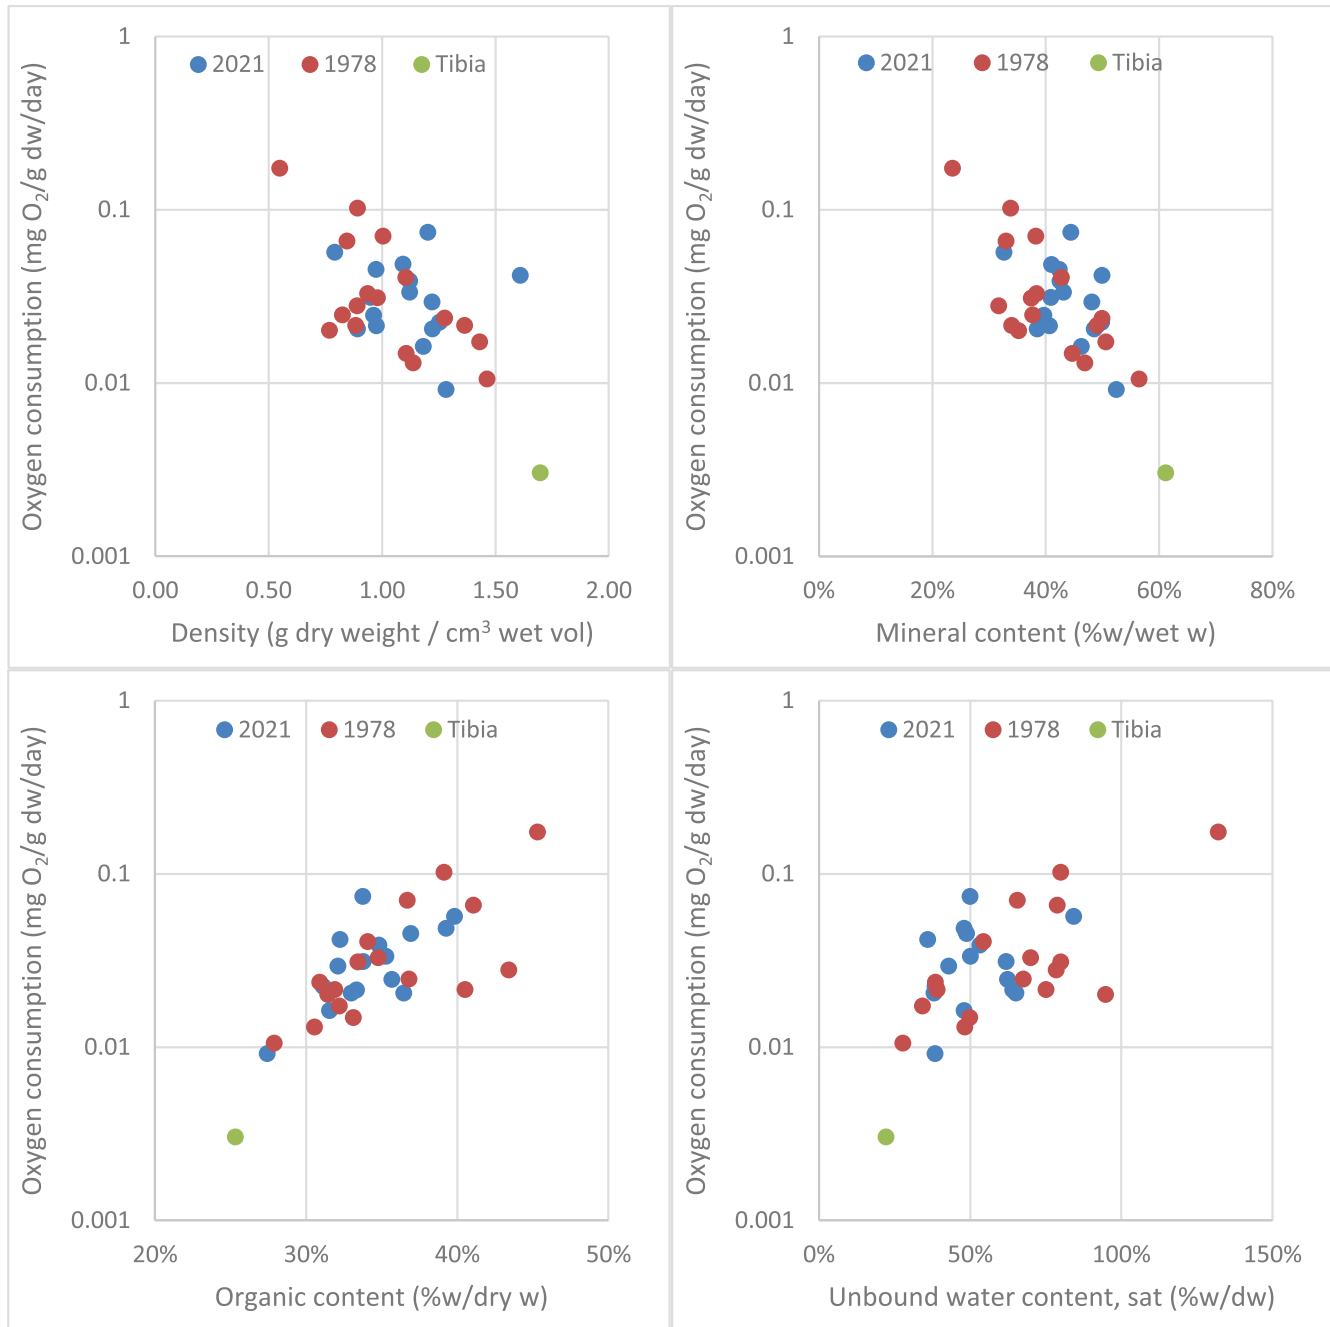 Oxygen consumption (mg O₂/g dw/day)
1
0.1
0.01
0.001
2021 1978 Tibia
0.00 0.50 1.00 1.50 2.00
Density (g dry weight / cm³ wet vol)
Oxygen consumption (mg O₂/g dw/day)
1
0.1
0.01
0.001
2021 1978 Tibia
0% 20% 40% 60% 80%
Mineral content (%w/wet w)
Oxygen consumption (mg O₂/g dw/day)
1
0.1
0.01
0.001
2021 1978 Tibia
20% 30% 40% 50%
Organic content (%w/dry w)
Oxygen consumption (mg O₂/g dw/day)
1
0.1
0.01
0.001
2021 1978 Tibia
0% 50% 100% 150%
Unbound water content, sat (%w/dw)